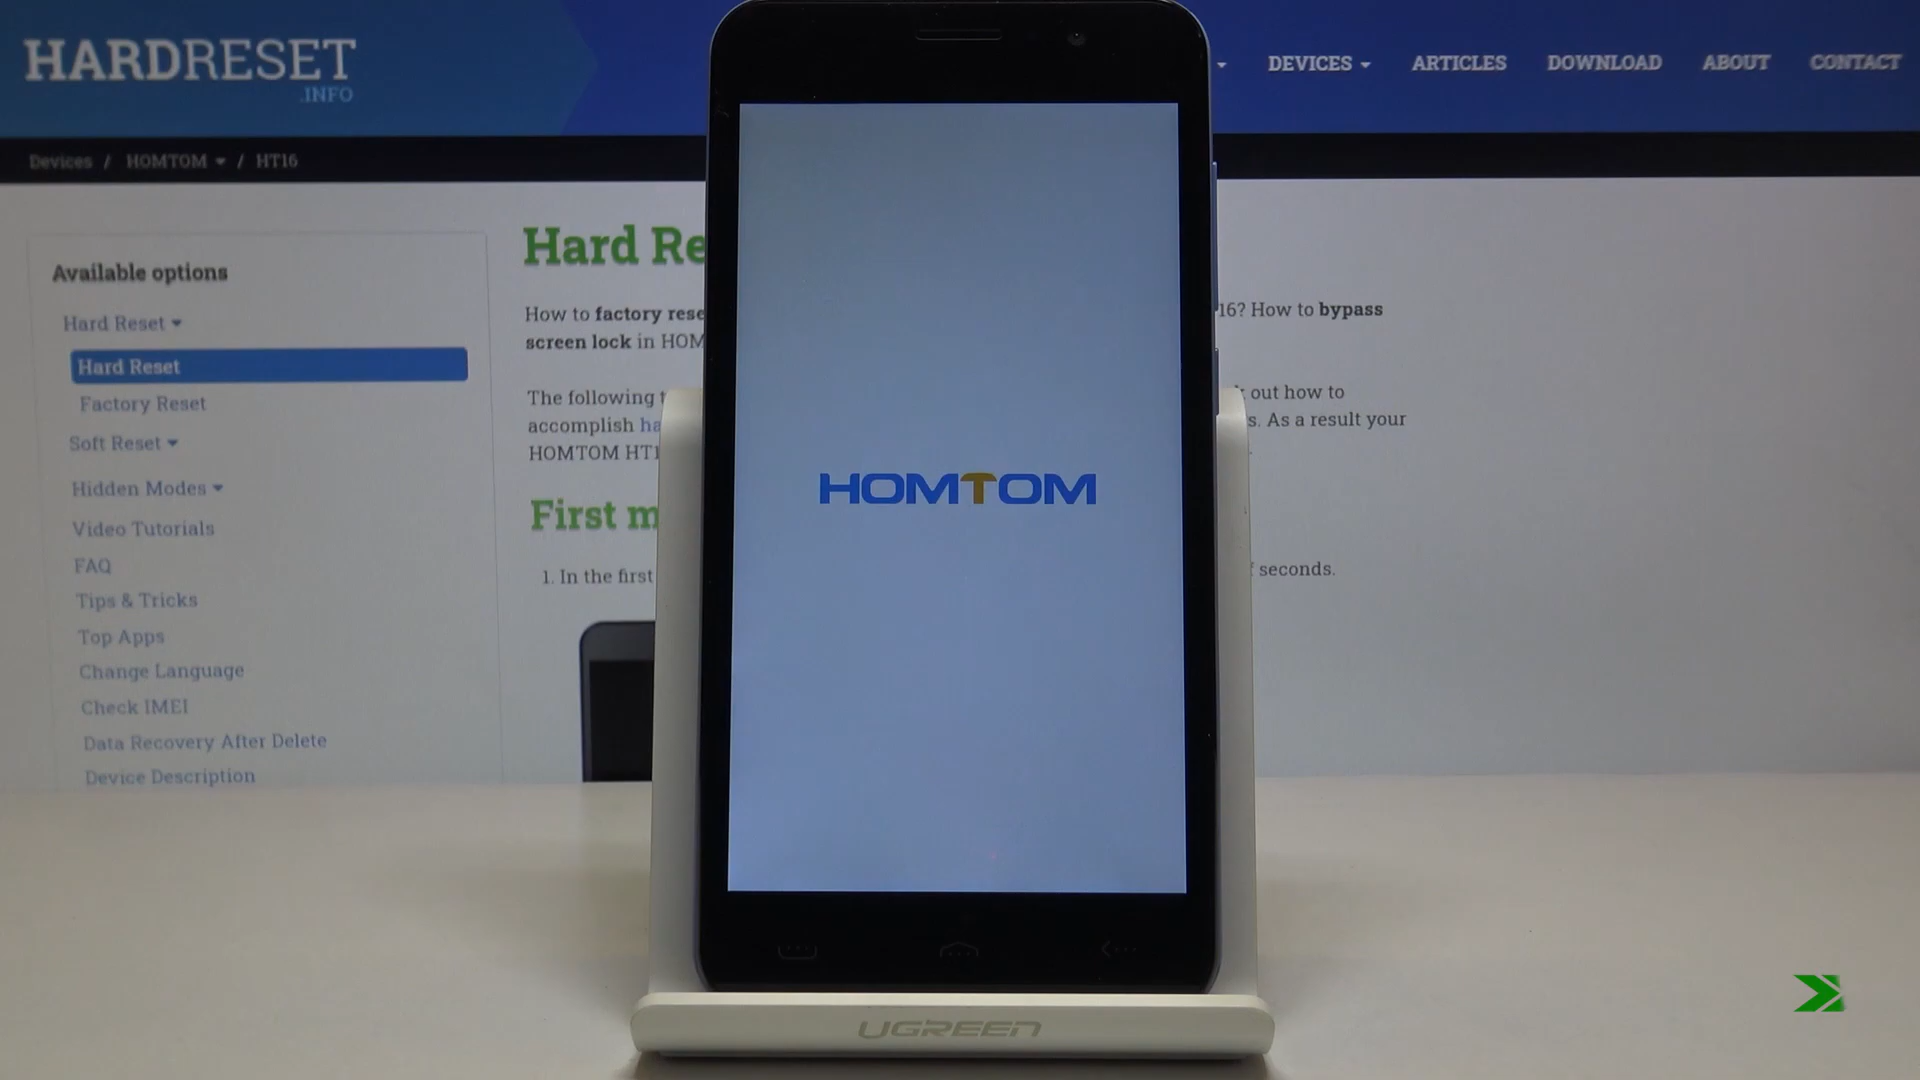 HARDRESET
.INFO
DEVICES
ARTICLES
DOWNLOAD
ABOUT
CONTACT
Devices / HOMTOM / HT16
Available options
Hard Reset
Hard Reset
Factory Reset
Soft Reset
Hidden Modes
Video Tutorials
FAQ
Tips & Tricks
Top Apps
Change Language
Check IMEI
Data Recovery After Delete
Device Description
Hard Re
How to factory rese
16? How to bypass
screen lock in HOM
The following t
out how to
accomplish ha
s. As a result your
HOMTOM HT1
First m
1. In the first
seconds.
HOMTOM
UGREEN